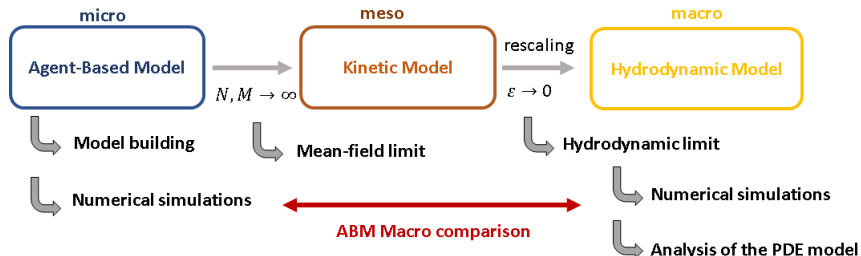 micro
meso
macro
Agent-Based Model
Kinetic Model
rescaling
Hydrodynamic Model
N, M → ∞
ε → 0
Model building
Mean-field limit
Hydrodynamic limit
Numerical simulations
Numerical simulations
ABM Macro comparison
Analysis of the PDE model